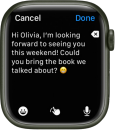 Cancel Done
Hi Olivia, I'm looking
forward to seeing you
this weekend! Could
you bring the book we
talked about? 😀